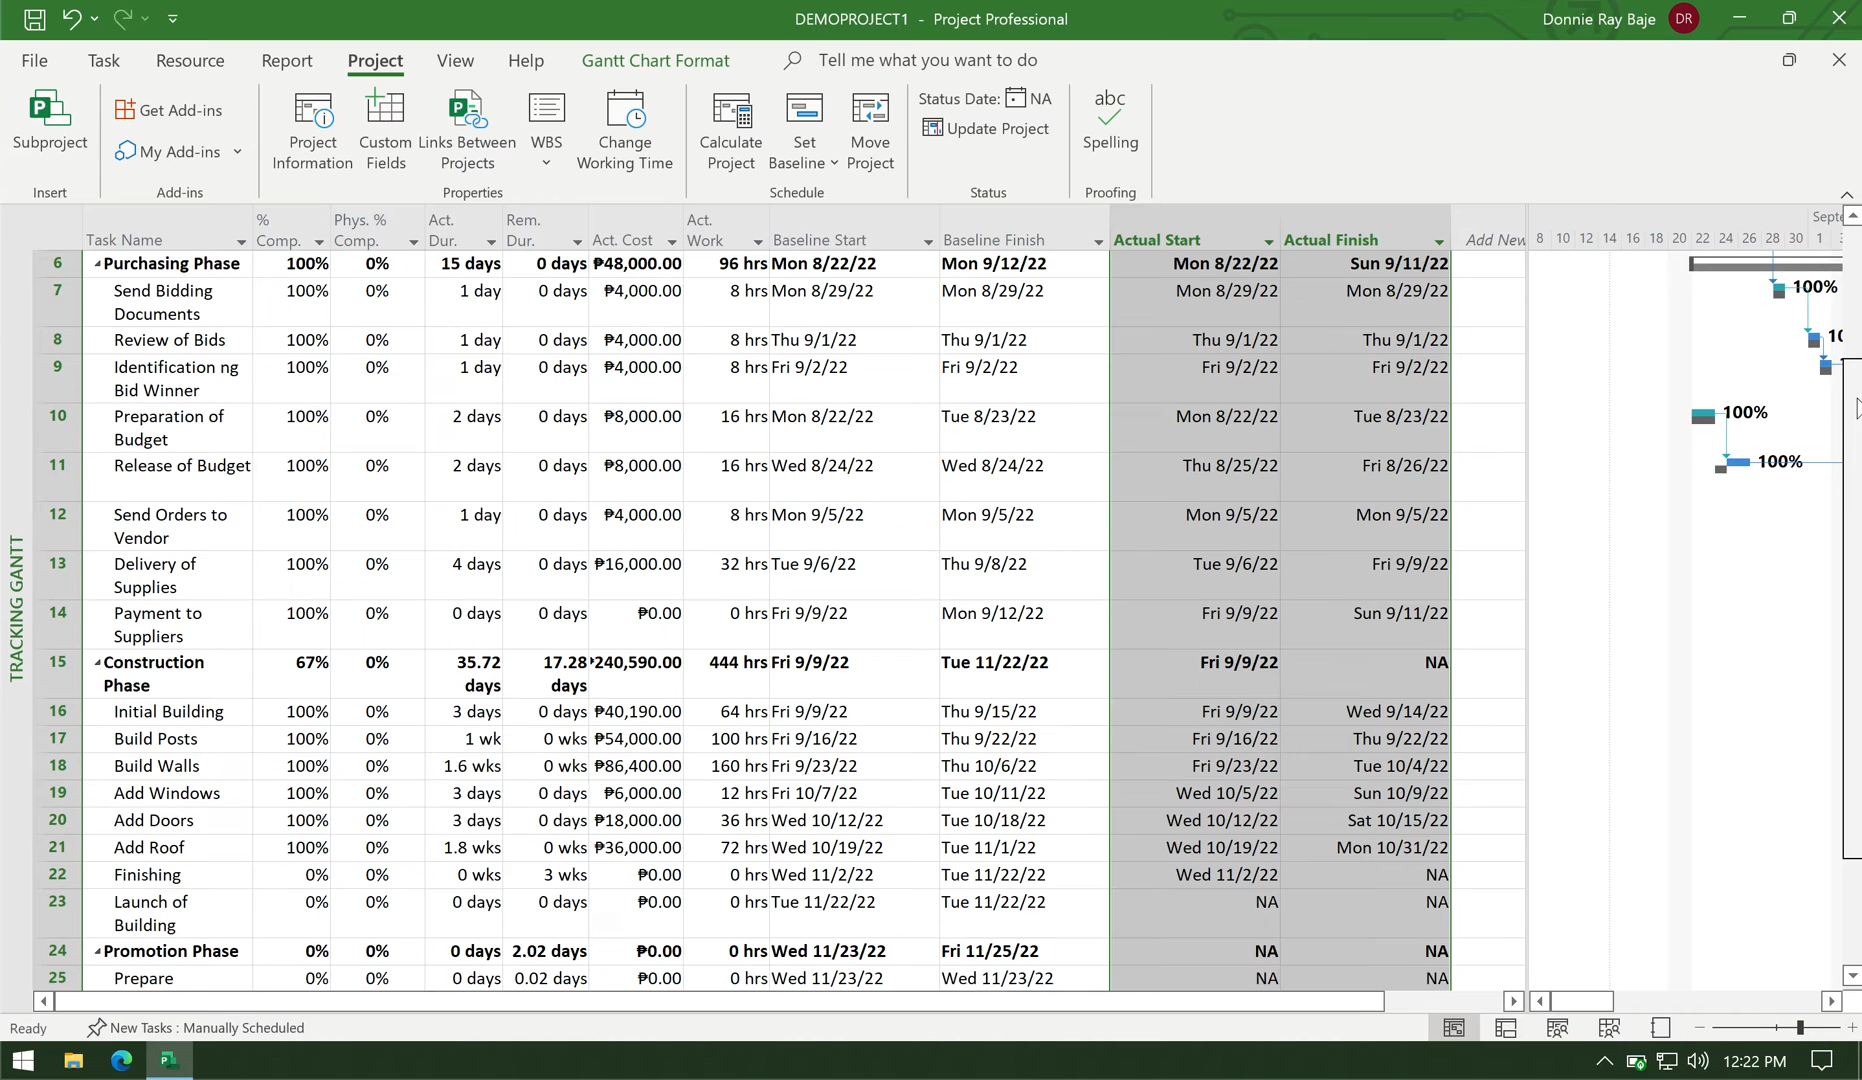 DEMOPROJECT1 - Project Professional
Donnie Ray Baje DR
File Task Resource Report Project View Help Gantt Chart Format Tell me what you want to do
Subproject
Insert
Get Add-ins
My Add-ins
Add-ins
Project Information
Custom Fields
Links Between Projects
WBS
Change Working Time
Properties
Calculate Project
Set Baseline
Move Project
Schedule
Status Date: NA
Update Project
Status
abc
Spelling
Proofing
Task Name % Comp. Phys. % Comp. Act. Dur. Rem. Dur. Act. Cost Act. Work Baseline Start Baseline Finish Actual Start Actual Finish Add New
Septe
8 10 12 14 16 18 20 22 24 26 28 30 1
6 Purchasing Phase 100% 0% 15 days 0 days ₱48,000.00 96 hrs Mon 8/22/22 Mon 9/12/22 Mon 8/22/22 Sun 9/11/22
7 Send Bidding Documents 100% 0% 1 day 0 days ₱4,000.00 8 hrs Mon 8/29/22 Mon 8/29/22 Mon 8/29/22 Mon 8/29/22 100%
8 Review of Bids 100% 0% 1 day 0 days ₱4,000.00 8 hrs Thu 9/1/22 Thu 9/1/22 Thu 9/1/22 Thu 9/1/22 10
9 Identification ng Bid Winner 100% 0% 1 day 0 days ₱4,000.00 8 hrs Fri 9/2/22 Fri 9/2/22 Fri 9/2/22 Fri 9/2/22
10 Preparation of Budget 100% 0% 2 days 0 days ₱8,000.00 16 hrs Mon 8/22/22 Tue 8/23/22 Mon 8/22/22 Tue 8/23/22 100%
11 Release of Budget 100% 0% 2 days 0 days ₱8,000.00 16 hrs Wed 8/24/22 Wed 8/24/22 Thu 8/25/22 Fri 8/26/22 100%
12 Send Orders to Vendor 100% 0% 1 day 0 days ₱4,000.00 8 hrs Mon 9/5/22 Mon 9/5/22 Mon 9/5/22 Mon 9/5/22
13 Delivery of Supplies 100% 0% 4 days 0 days ₱16,000.00 32 hrs Tue 9/6/22 Thu 9/8/22 Tue 9/6/22 Fri 9/9/22
14 Payment to Suppliers 100% 0% 0 days 0 days ₱0.00 0 hrs Fri 9/9/22 Mon 9/12/22 Fri 9/9/22 Sun 9/11/22
15 Construction Phase 67% 0% 35.72 days 17.28 days 240,590.00 444 hrs Fri 9/9/22 Tue 11/22/22 Fri 9/9/22 NA
16 Initial Building 100% 0% 3 days 0 days ₱40,190.00 64 hrs Fri 9/9/22 Thu 9/15/22 Fri 9/9/22 Wed 9/14/22
17 Build Posts 100% 0% 1 wk 0 wks ₱54,000.00 100 hrs Fri 9/16/22 Thu 9/22/22 Fri 9/16/22 Thu 9/22/22
18 Build Walls 100% 0% 1.6 wks 0 wks ₱86,400.00 160 hrs Fri 9/23/22 Thu 10/6/22 Fri 9/23/22 Tue 10/4/22
19 Add Windows 100% 0% 3 days 0 days ₱6,000.00 12 hrs Fri 10/7/22 Tue 10/11/22 Wed 10/5/22 Sun 10/9/22
20 Add Doors 100% 0% 3 days 0 days ₱18,000.00 36 hrs Wed 10/12/22 Tue 10/18/22 Wed 10/12/22 Sat 10/15/22
21 Add Roof 100% 0% 1.8 wks 0 wks ₱36,000.00 72 hrs Wed 10/19/22 Tue 11/1/22 Wed 10/19/22 Mon 10/31/22
22 Finishing 0% 0% 0 wks 3 wks ₱0.00 0 hrs Wed 11/2/22 Tue 11/22/22 Wed 11/2/22 NA
23 Launch of Building 0% 0% 0 days 0 days ₱0.00 0 hrs Tue 11/22/22 Tue 11/22/22 NA NA
24 Promotion Phase 0% 0% 0 days 2.02 days ₱0.00 0 hrs Wed 11/23/22 Fri 11/25/22 NA NA
25 Prepare 0% 0% 0 days 0.02 days ₱0.00 0 hrs Wed 11/23/22 Wed 11/23/22 NA NA
TRACKING GANTT
Ready New Tasks : Manually Scheduled
12:22 PM